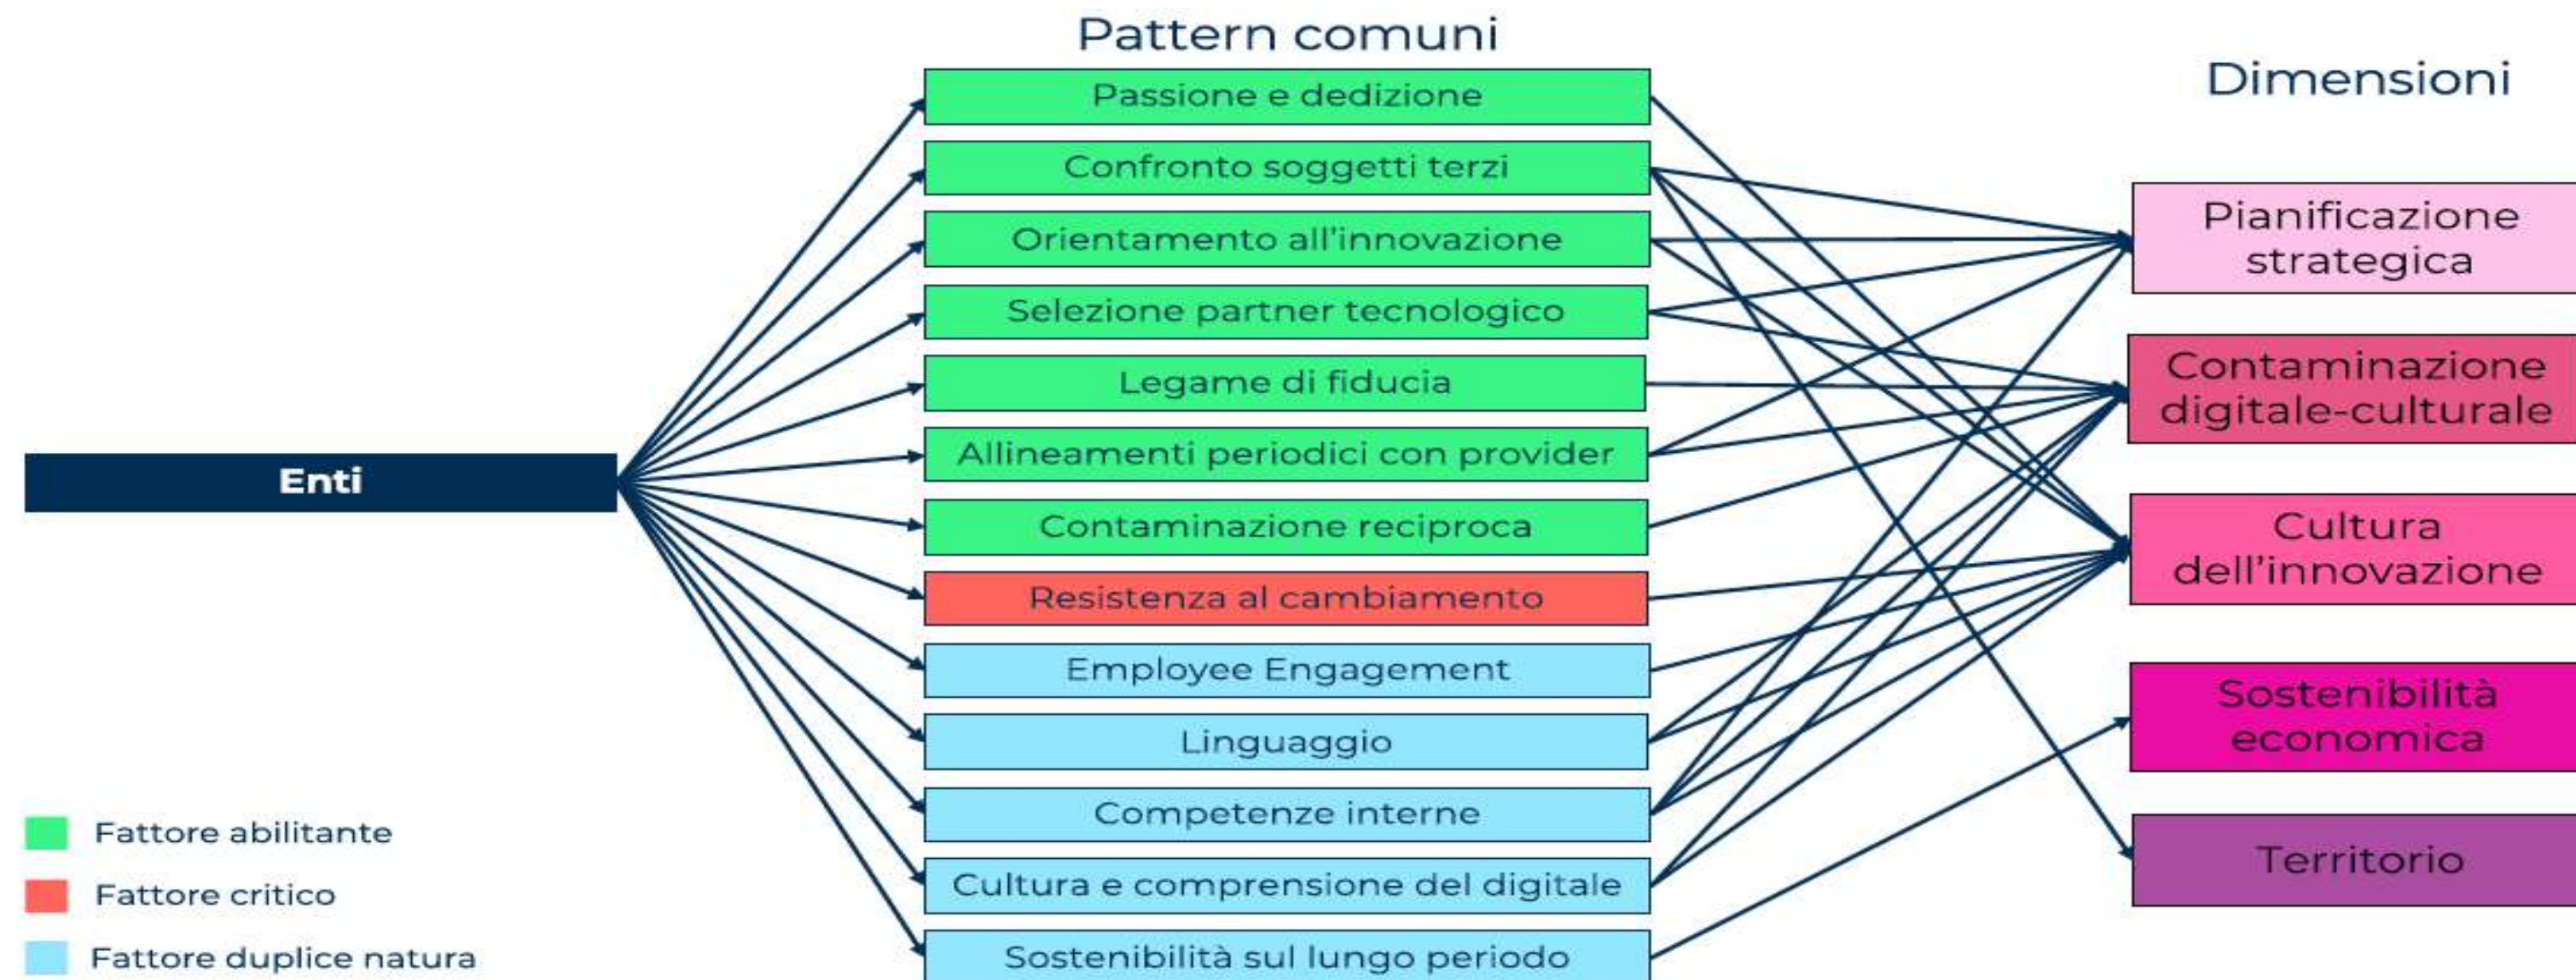 Pattern comuni
Dimensioni
Enti
Passione e dedizione
Confronto soggetti terzi
Orientamento all'innovazione
Selezione partner tecnologico
Legame di fiducia
Allineamenti periodici con provider
Contaminazione reciproca
Resistenza al cambiamento
Employee Engagement
Linguaggio
Competenze interne
Cultura e comprensione del digitale
Sostenibilità sul lungo periodo
Pianificazione
strategica
Contaminazione
digitale-culturale
Cultura
dell'innovazione
Sostenibilità
economica
Territorio
Fattore abilitante
Fattore critico
Fattore duplice natura